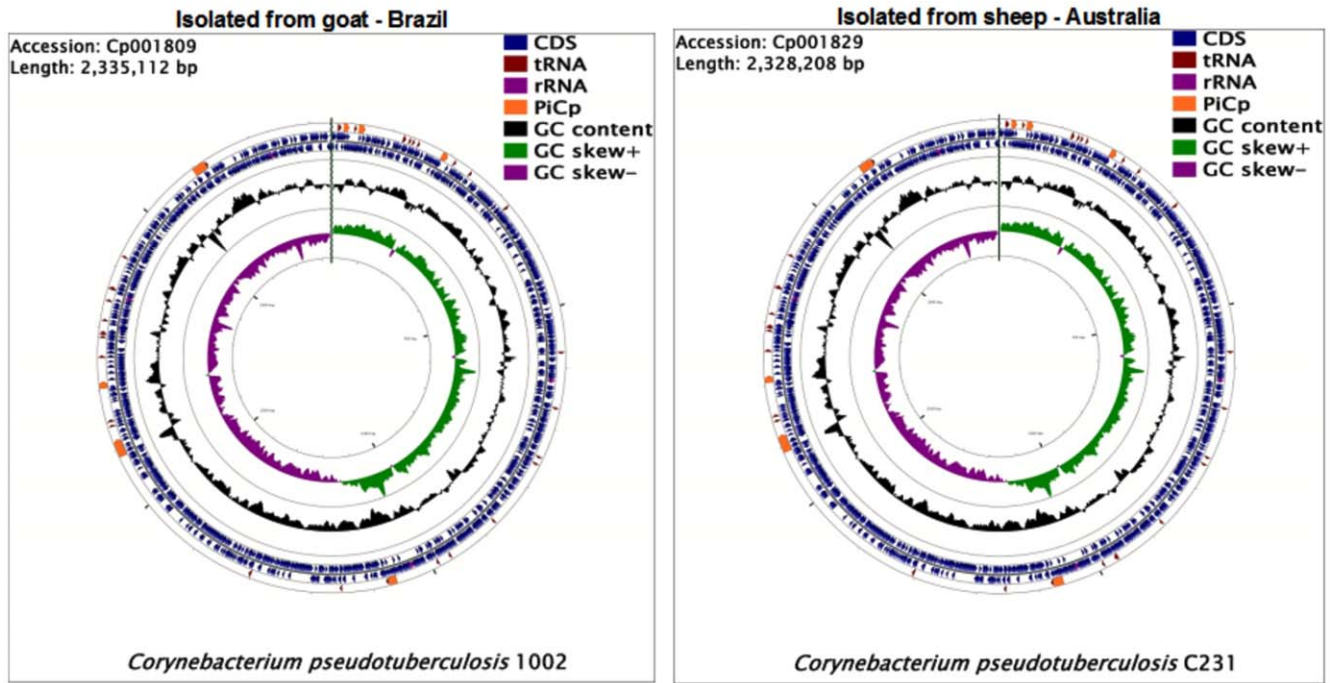 Isolated from goat - Brazil
Accession: Cp001809
Length: 2,335,112 bp
CDS
tRNA
rRNA
PiCp
GC content
GC skew+
GC skew-
Corynebacterium pseudotuberculosis 1002
Isolated from sheep - Australia
Accession: Cp001829
Length: 2,328,208 bp
CDS
tRNA
rRNA
PiCp
GC content
GC skew+
GC skew-
Corynebacterium pseudotuberculosis C231